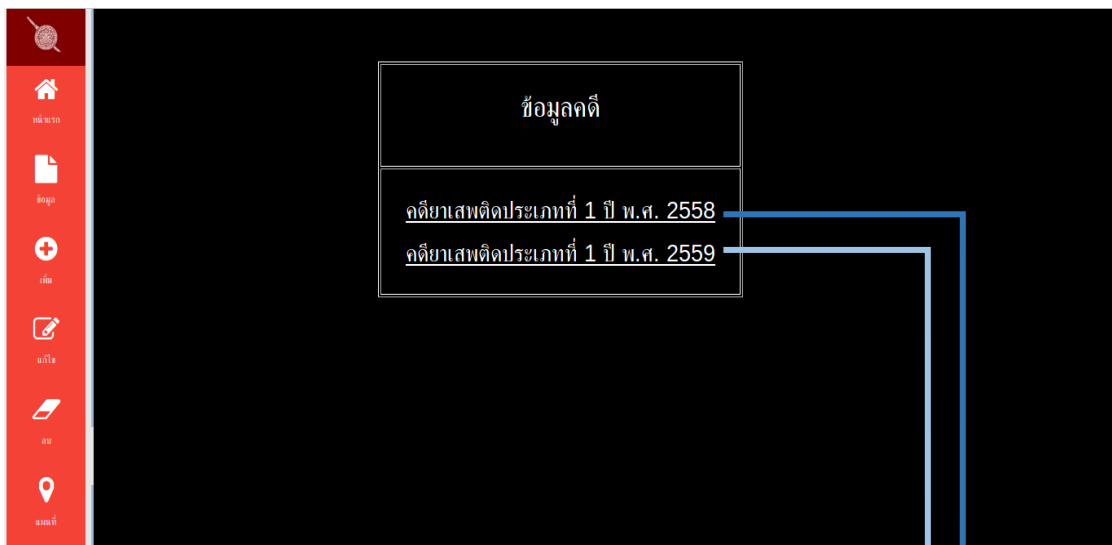 หน้าแรก
ข้อมูล
เพิ่ม
แก้ไข
ลบ
แผนที่
ข้อมูลคดี
คดียาเสพติดประเภทที่ 1 ปี พ.ศ. 2558
คดียาเสพติดประเภทที่ 1 ปี พ.ศ. 2559